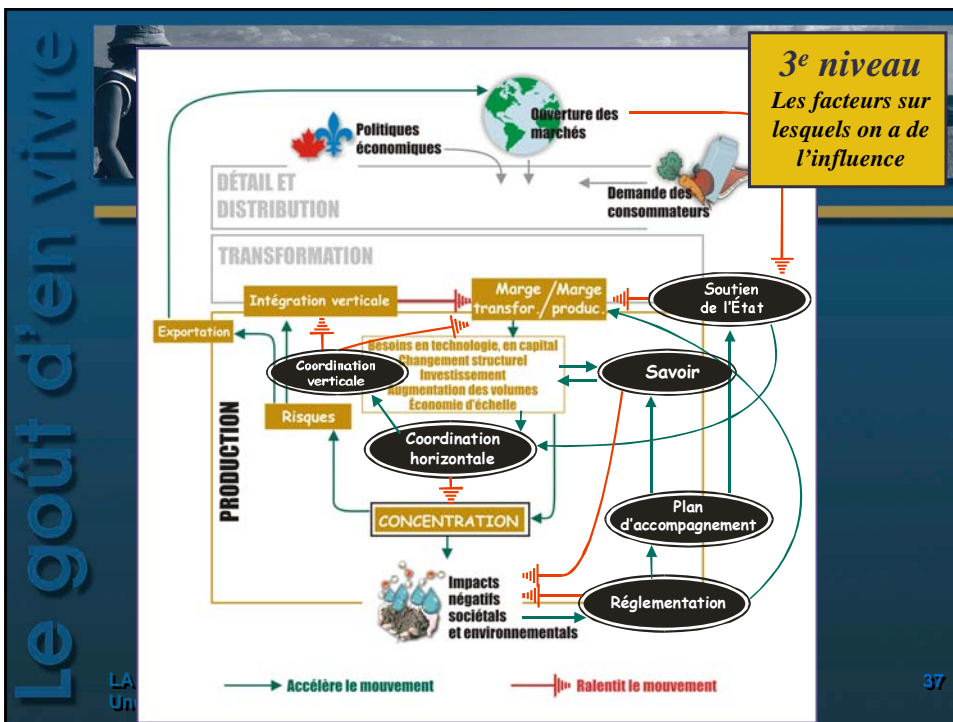 Le goût d'en vivre
3e niveau
Les facteurs sur
lesquels on a de
l'influence
Ouverture des
marchés
Politiques
économiques
DÉTAIL ET
DISTRIBUTION
Demande des
consommateurs
TRANSFORMATION
Intégration verticale
Marge
transfor./
Marge
produc.
Soutien
de l'État
Exportation
Besoins en technologie, en capital
Changement structurel
Investissement
Augmentation des volumes
Économie d'échelle
Coordination
verticale
Savoir
Risques
Coordination
horizontale
PRODUCTION
CONCENTRATION
Plan
d'accompagnement
Impacts
négatifs
sociétals
et environnementals
Réglementation
Accélère le mouvement
Ralentit le mouvement
LA
Un
37